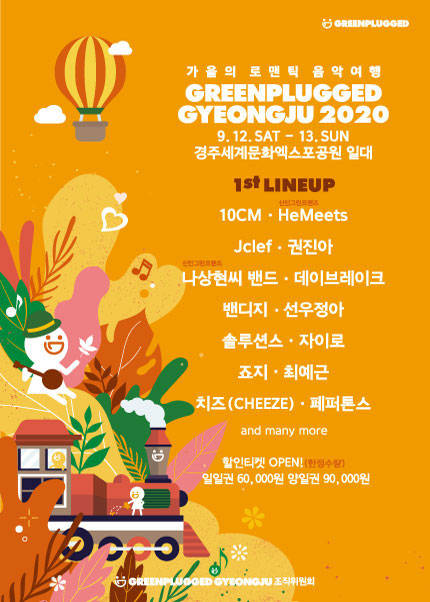 GREENPLUGGED
가을의 로맨틱 음악여행
GREENPLUGGED
GYEONGJU 2020
9.12.SAT - 13.SUN
경주세계문화엑스포공원 일대
1st LINEUP
신인그린프렌즈
10CM · HeMeets
Jclef · 권진아
신인그린프렌즈
나상현씨 밴드 · 데이브레이크
밴디지 · 선우정아
솔루션스 · 자이로
죠지 · 최예근
치즈(CHEEZE) · 페퍼톤스
and many more
할인티켓 OPEN! (한정수량)
일일권 60,000원 양일권 90,000원
GREENPLUGGED GYEONGJU 조직위원회